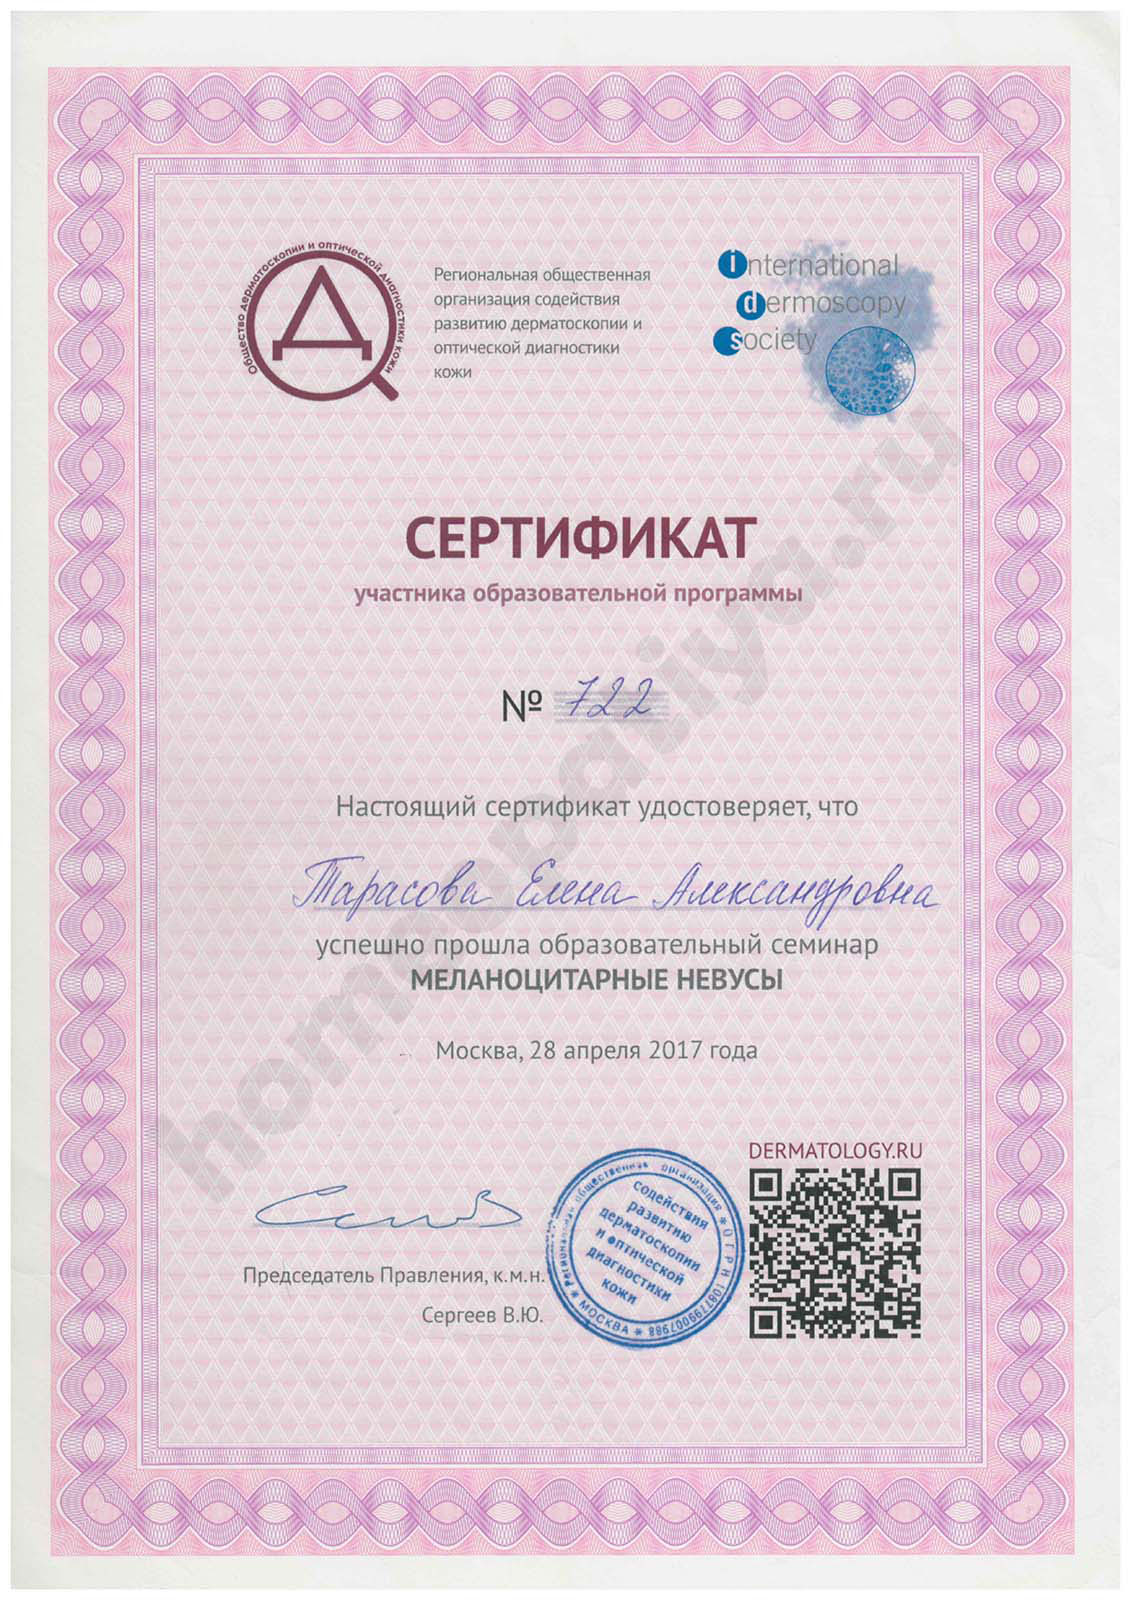 Общество дерматоскопии и оптической диагностики кожи
Д
Региональная общественная
организация содействия
развитию дерматоскопии и
оптической диагностики
кожи
international
dermoscopy
society
СЕРТИФИКАТ
участника образовательной программы
№ 722
Настоящий сертификат удостоверяет, что
Тарасова Елена Александровна
успешно прошла образовательный семинар
МЕЛАНОЦИТАРНЫЕ НЕВУСЫ
Москва, 28 апреля 2017 года
DERMATOLOGY.RU
Председатель Правления, к.м.н.
Сергеев В.Ю.
Региональная общественная организация * ОГРН 1087799007988 * МОСКВА *
содействия
развитию
дерматоскопии
и оптической
диагностики
кожи
homeopatiya.ru